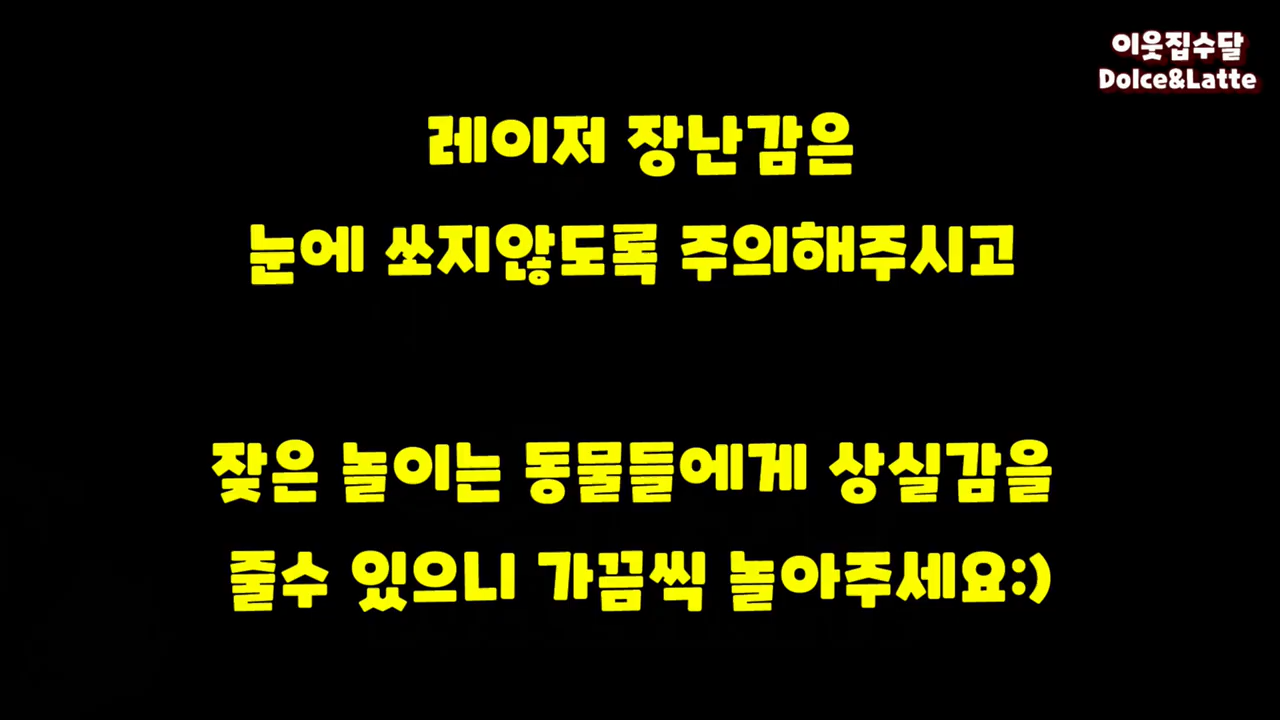 이웃집수달
Dolce&Latte
레이저 장난감은
눈에 쏘지않도록 주의해주시고
잦은 놀이는 동물들에게 상실감을
줄수 있으니 가끔씩 놀아주세요:)